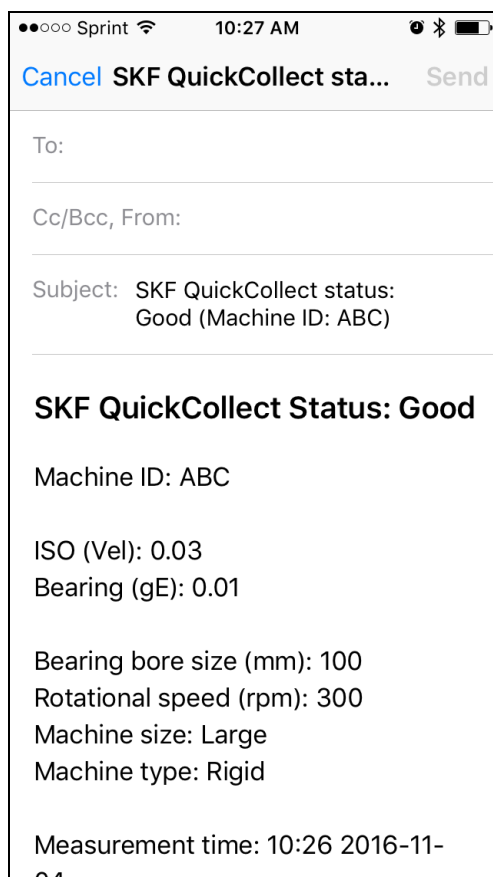 ●●○○○ Sprint 10:27 AM
Cancel SKF QuickCollect sta... Send
To:
Cc/Bcc, From:
Subject: SKF QuickCollect status:
Good (Machine ID: ABC)
SKF QuickCollect Status: Good
Machine ID: ABC
ISO (Vel): 0.03
Bearing (gE): 0.01
Bearing bore size (mm): 100
Rotational speed (rpm): 300
Machine size: Large
Machine type: Rigid
Measurement time: 10:26 2016-11-